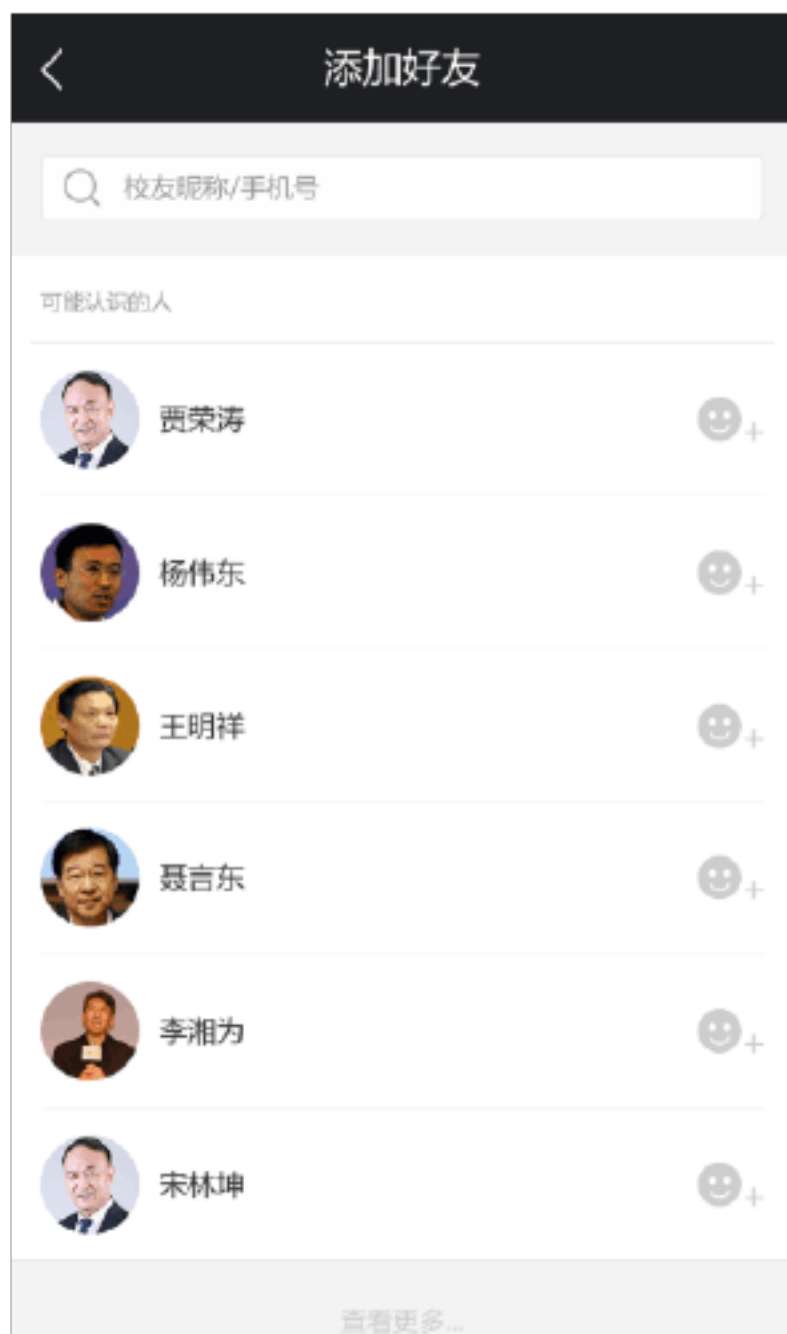 添加好友
校友昵称/手机号
可能认识的人
贾荣涛
杨伟东
王明祥
聂言东
李湘为
宋林坤
查看更多...